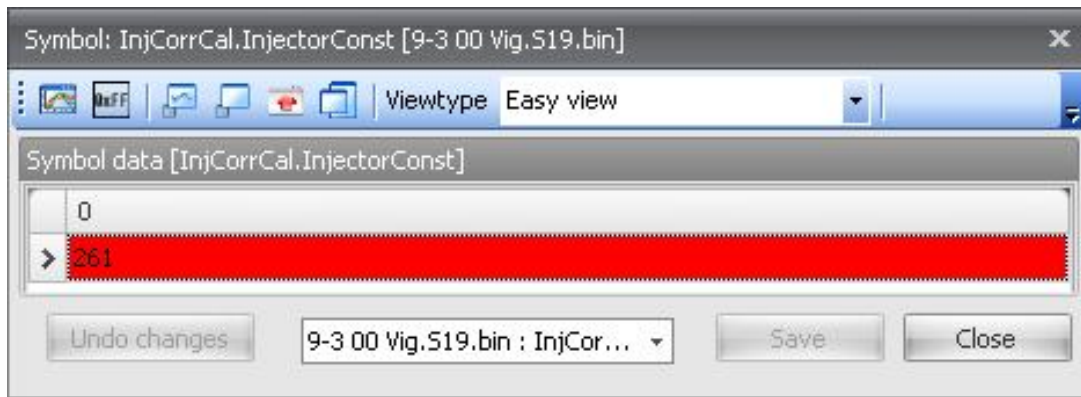 Symbol: InjCorrCal.InjectorConst [9-3 00 Vig.S19.bin]
0xFF Viewtype Easy view
Symbol data [InjCorrCal.InjectorConst]
0
261
Undo changes 9-3 00 Vig.S19.bin : InjCor... Save Close